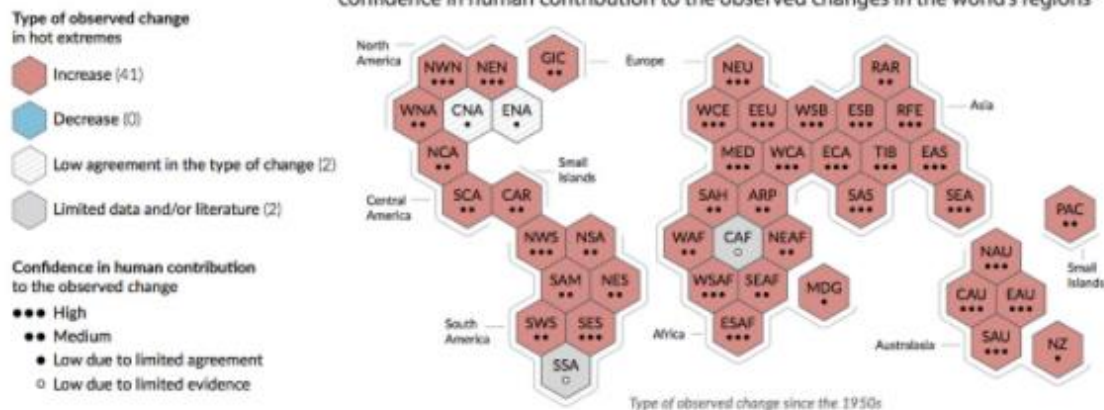 confidence in human contribution to the observed changes in the world's regions
Type of observed change
in hot extremes
Increase (41)
Decrease (0)
Low agreement in the type of change (2)
Limited data and/or literature (2)
Confidence in human contribution
to the observed change
High
Medium
Low due to limited agreement
Low due to limited evidence
North
America
NWN NEN GIC
WNA CNA ENA
NCA
Small
Islands
Central
America
SCA CAR
NWS NSA
SAM NES
South
America
SWS SES
SSA
Europe
NEU RAR
WCE EEU WSB ESB RFE
Asia
MED WCA ECA TIB EAS
SAH ARP SAS SEA
WAF CAF NEAF
WSAF SEAF MDG
Africa
ESAF
PAC
Small
Islands
NAU
CAU EAU
Australasia
SAU NZ
Type of observed change since the 1950s